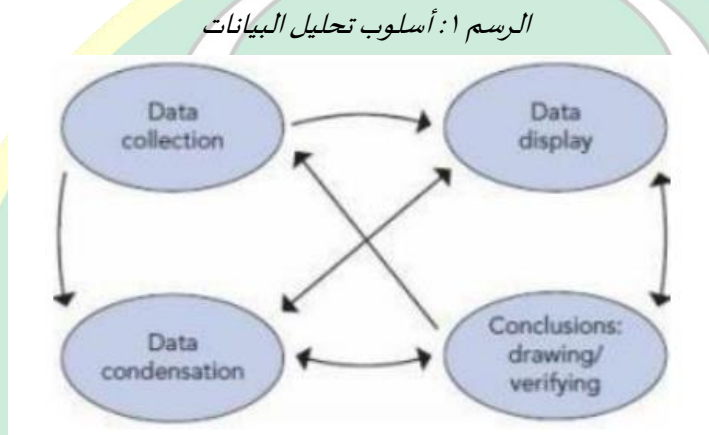 الرسم ١: أسلوب تحليل البيانات
Data
collection
Data
display
Data
condensation
Conclusions:
drawing/
verifying